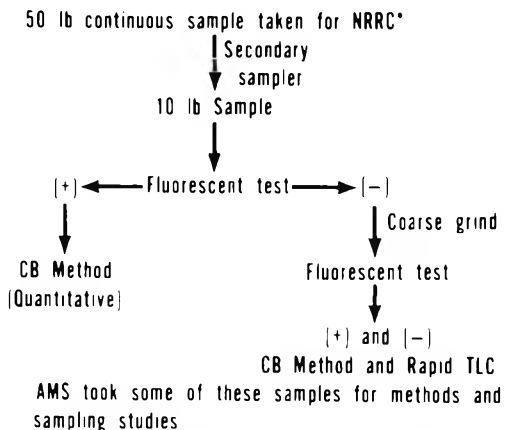 50 lb continuous sample taken for NRRC*
Secondary
sampler
10 lb Sample
(+) Fluorescent test (-)
Coarse grind
CB Method
(Quantitative)
Fluorescent test
(+) and (-)
CB Method and Rapid TLC
AMS took some of these samples for methods and
sampling studies